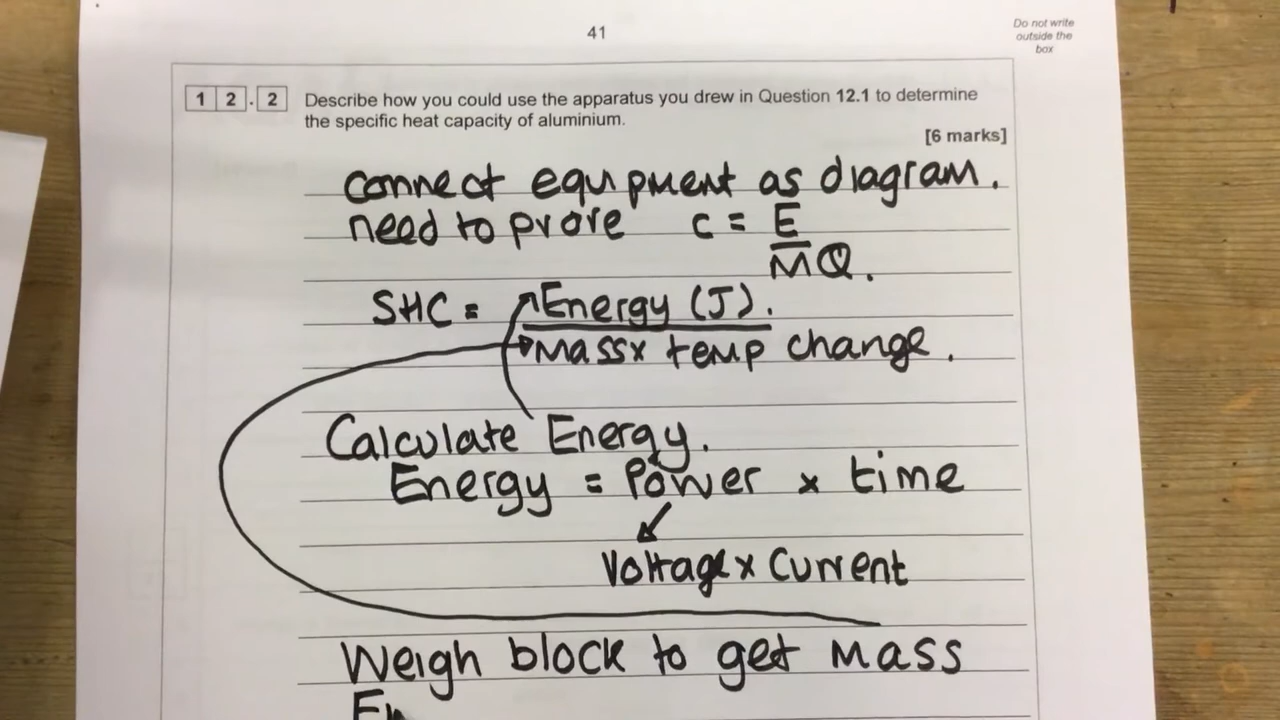 41
Do not write
outside the
box
1 2 . 2 Describe how you could use the apparatus you drew in Question 12.1 to determine
the specific heat capacity of aluminium.
[6 marks]
connect equipment as diagram.
need to prove c = E
MQ.
SHC = Energy (J).
Mass x temp change.
Calculate Energy.
Energy = Power x time
Voltage x Current
Weigh block to get mass